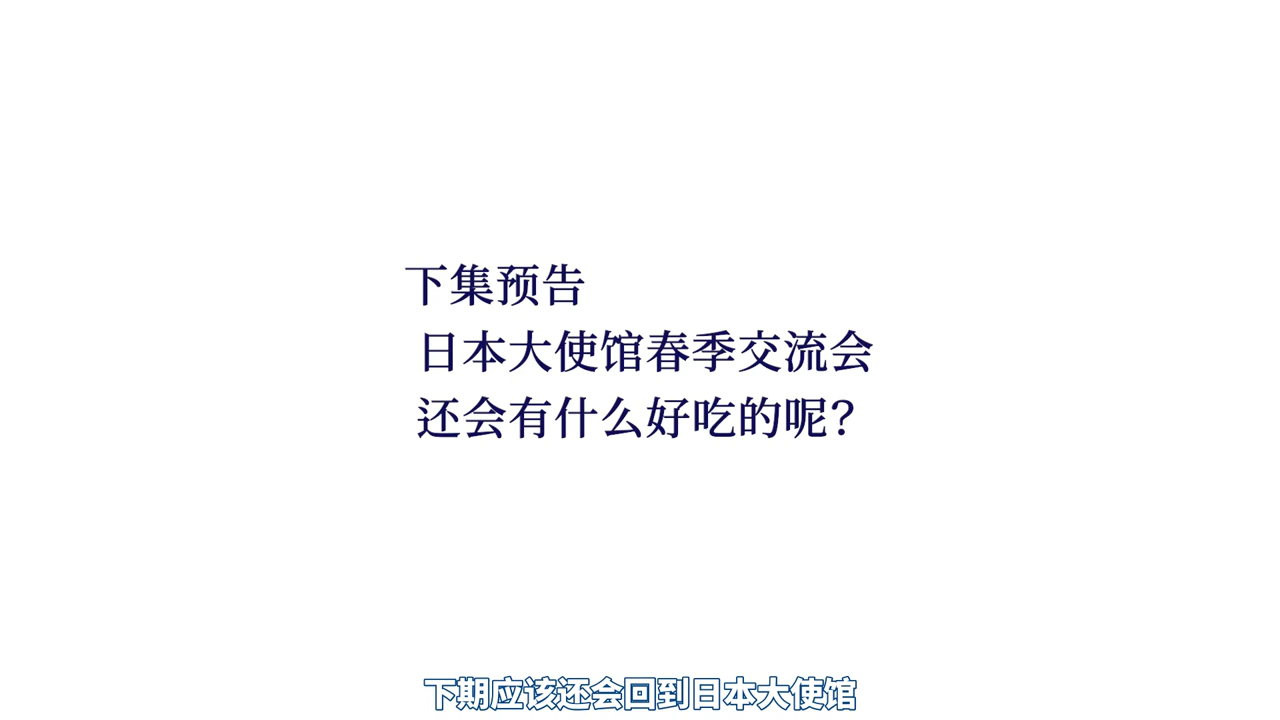 下集预告
日本大使馆春季交流会
还会有什么好吃的呢？
下期应该还会回到日本大使馆